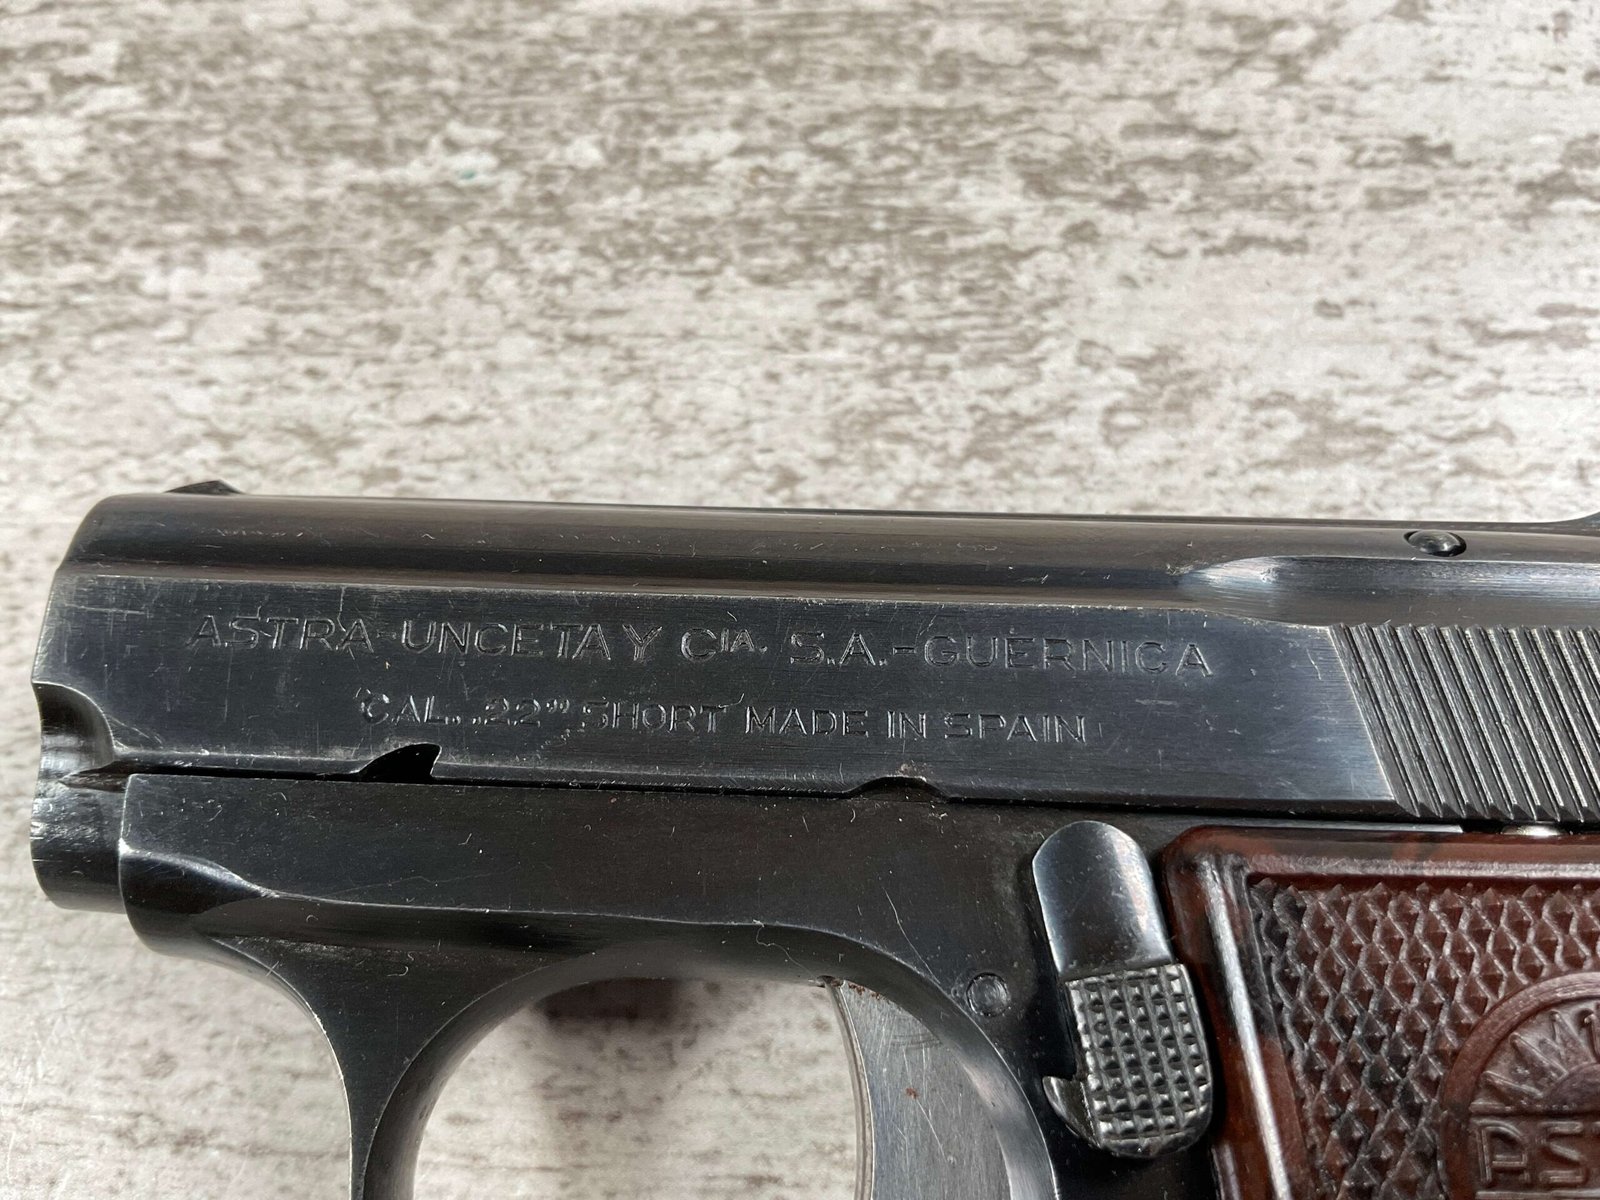 ASTRA-UNCETA Y CIA. S.A.-GUERNICA
CAL. .22" SHORT MADE IN SPAIN